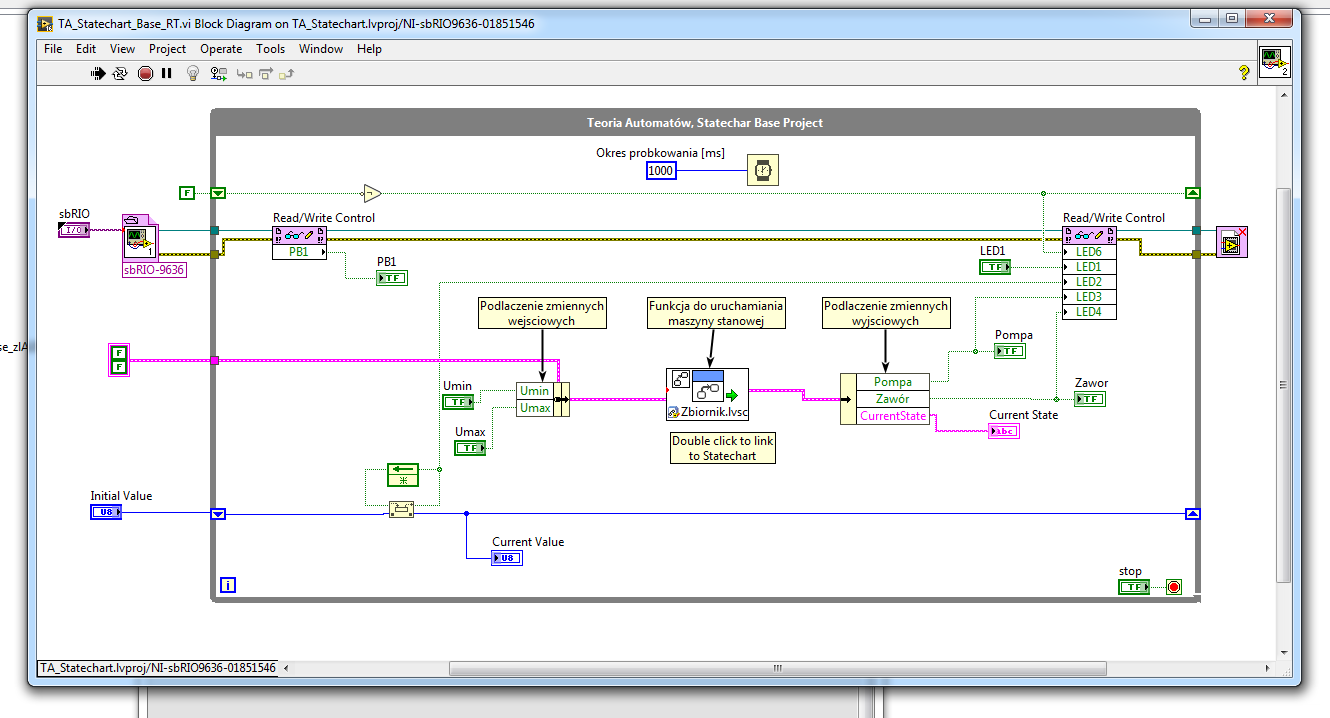 TA_Statechart_Base_RT.vi Block Diagram on TA_Statechart.lvproj/NI-sbRIO9636-01851546
File Edit View Project Operate Tools Window Help
2
Teoria Automatów, Statechar Base Project
Okres probkowania [ms]
1000
F
sbRIO
I/O
1
sbRIO-9636
Read/Write Control
PB1
PB1
TF
Read/Write Control
LED6
LED1
LED2
LED3
LED4
LED1
TF
Podlaczenie zmiennych
wejsciowych
Funkcja do uruchamiania
maszyny stanowej
Podlaczenie zmiennych
wyjsciowych
Pompa
TF
se_zlA
F
F
Umin
TF
Umax
TF
Umin
Umax
Zbiornik.lvsc
Double click to link
to Statechart
Pompa
Zawór
CurrentState
Zawor
TF
Current State
abc
Initial Value
U8
Current Value
U8
i
stop
TF
TA_Statechart.lvproj/NI-sbRIO9636-01851546